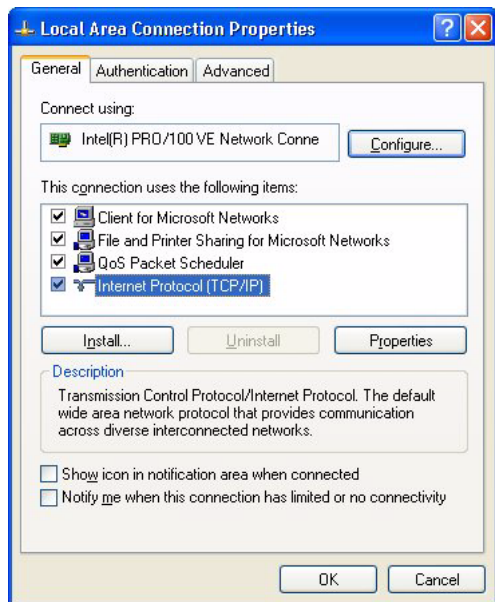 Local Area Connection Properties
General Authentication Advanced
Connect using:
Intel(R) PRO/100 VE Network Conne Configure...
This connection uses the following items:
Client for Microsoft Networks
File and Printer Sharing for Microsoft Networks
QoS Packet Scheduler
Internet Protocol (TCP/IP)
Install... Uninstall Properties
Description
Transmission Control Protocol/Internet Protocol. The default
wide area network protocol that provides communication
across diverse interconnected networks.
Show icon in notification area when connected
Notify me when this connection has limited or no connectivity
OK Cancel